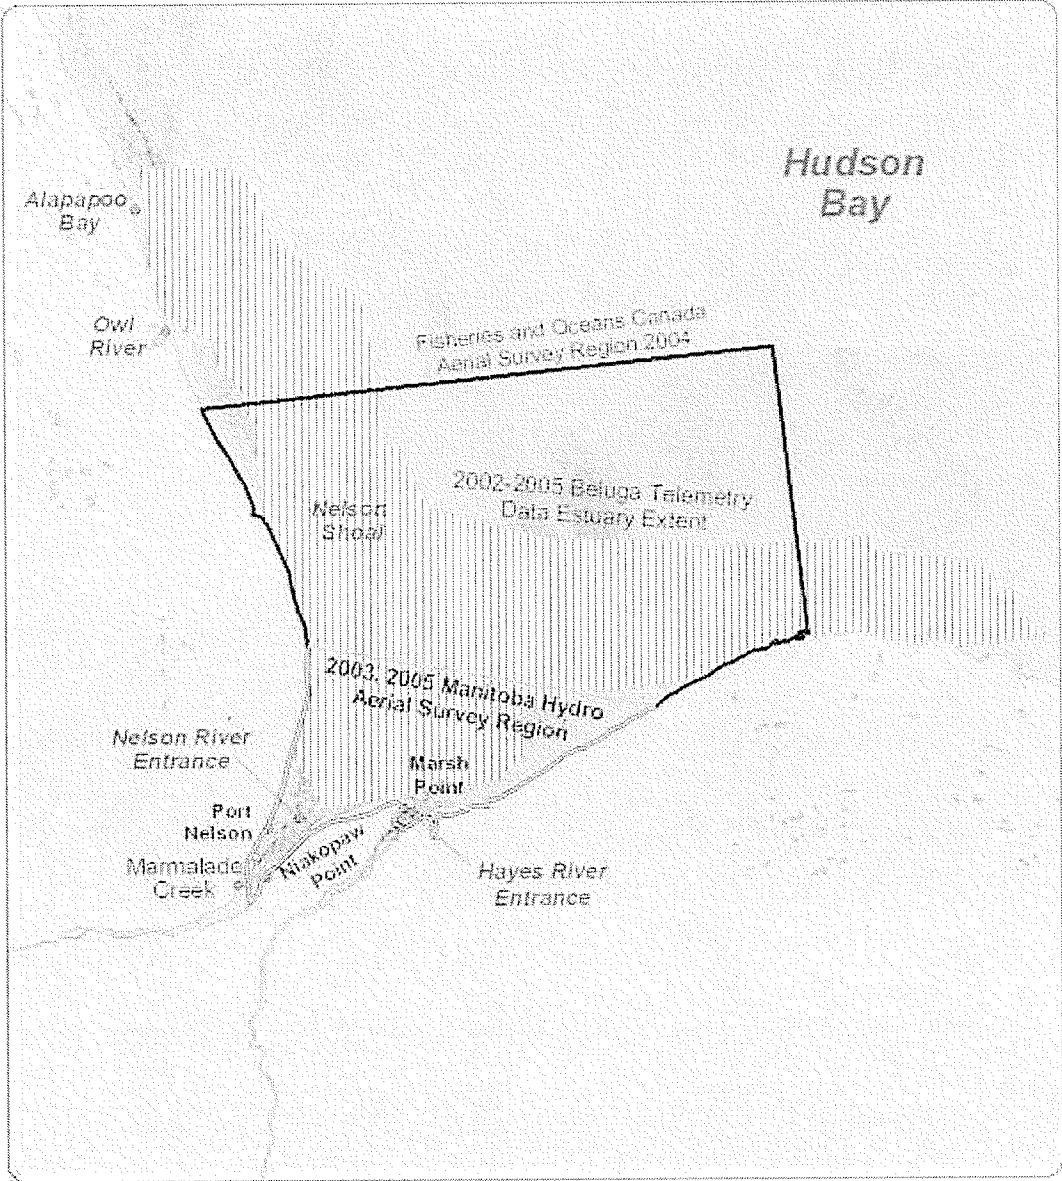 Hudson
Bay
Alapapoo
Bay
Owl
River
Fisheries and Oceans Canada
Aerial Survey Region 2004
2002-2005 Beluga Telemetry
Data Estuary Extent
Nelson
Shoal
2003, 2005 Manitoba Hydro
Aerial Survey Region
Nelson River
Entrance
Marsh
Point
Port
Nelson
Marmalade
Creek
Niakopaw
Point
Hayes River
Entrance